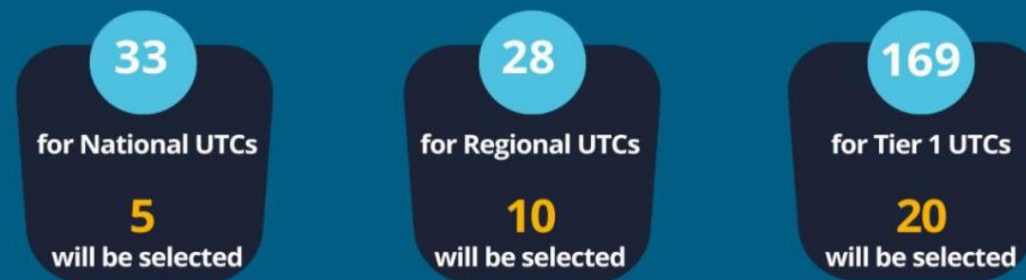 33
for National UTCs
5
will be selected
28
for Regional UTCs
10
will be selected
169
for Tier 1 UTCs
20
will be selected